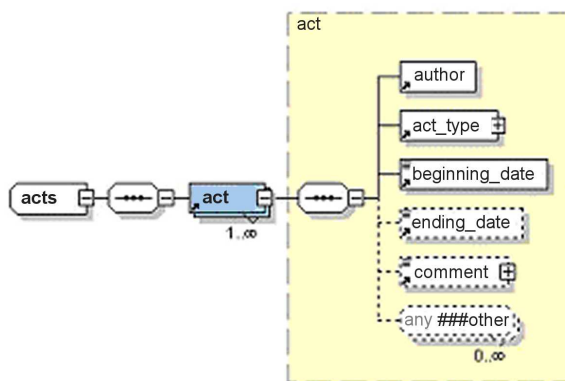 act
author
act_type
beginning_date
acts
act
1..∞
ending_date
comment
any ###other
0..∞